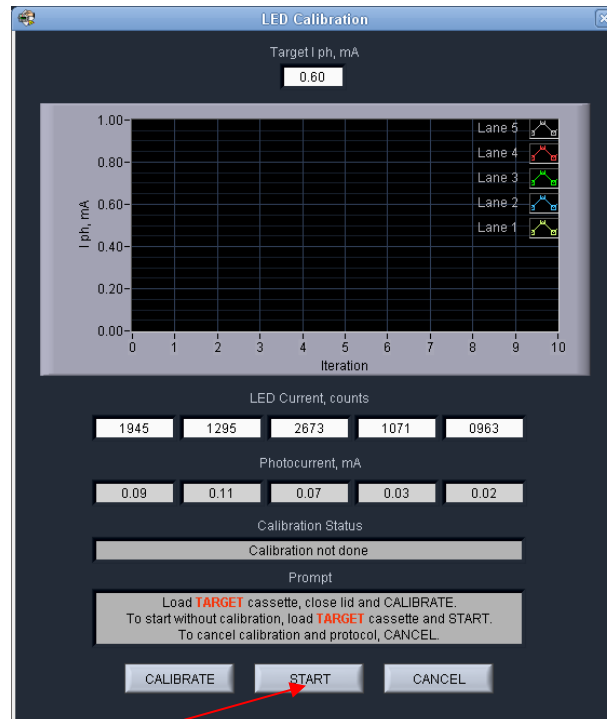 LED Calibration
Target I ph, mA
0.60
1.00
0.80
0.60
0.40
0.20
0.00
I ph, mA
Lane 5
Lane 4
Lane 3
Lane 2
Lane 1
0 1 2 3 4 5 6 7 8 9 10
Iteration
LED Current, counts
1945 1295 2673 1071 0963
Photocurrent, mA
0.09 0.11 0.07 0.03 0.02
Calibration Status
Calibration not done
Prompt
Load TARGET cassette, close lid and CALIBRATE.
To start without calibration, load TARGET cassette and START.
To cancel calibration and protocol, CANCEL.
CALIBRATE START CANCEL